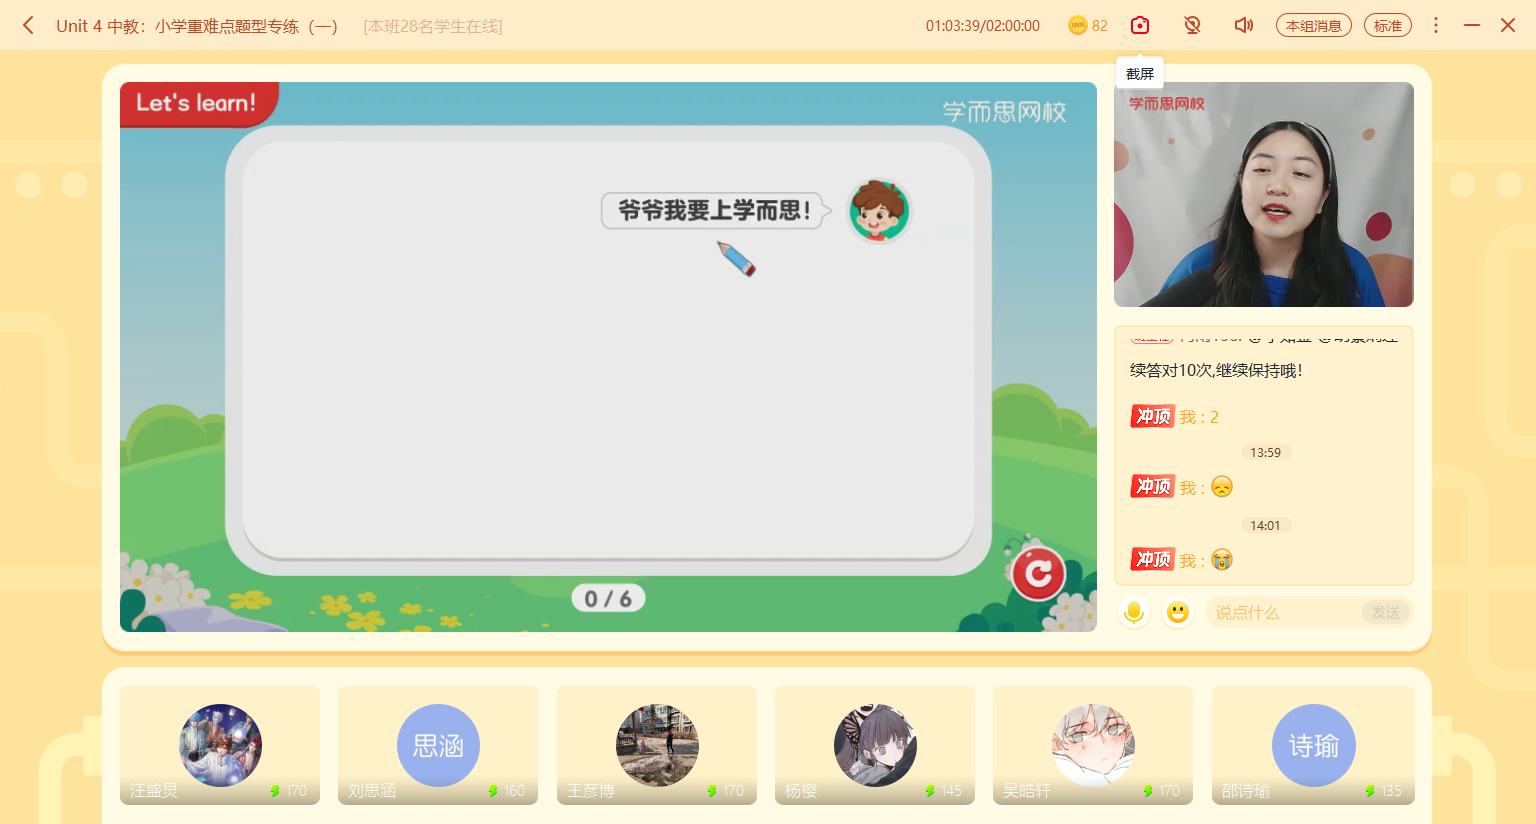 Unit 4 中教：小学重难点题型专练（一） [本班28名学生在线]
01:03:39/02:00:00
82
本组消息
标准
截屏
Let's learn!
学而思网校
爷爷我要上学而思!
0 / 6
学而思网校
续答对10次,继续保持哦!
冲顶 我 : 2
13:59
冲顶 我 :
14:01
冲顶 我 :
说点什么
发送
汪盛炅 170
思涵
刘思涵 160
王彦博 170
杨樱 145
吴皓轩 170
诗瑜
邵诗瑜 135